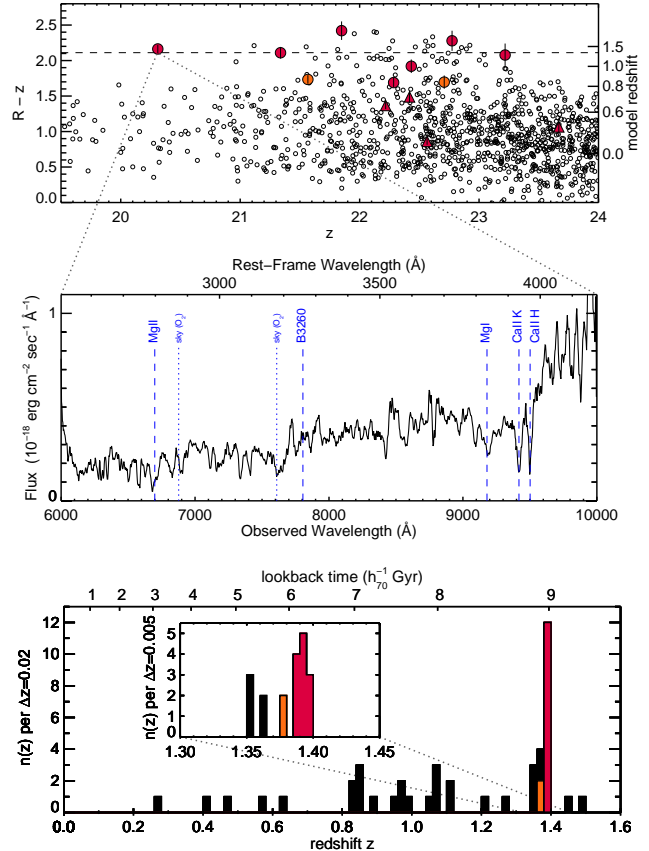 2.5
2.0
1.5
1.0
0.5
0.0
R − z
1.5
1.0
0.8
0.6
0.0
model redshift
20 21 22 23 24
z
Rest−Frame Wavelength (Å)
3000 3500 4000
1
0
Flux (10⁻¹⁸ erg cm⁻² sec⁻¹ Å⁻¹)
MgII
sky (O₂)
sky (O₂)
B3260
MgI
CaII K
CaII H
6000 7000 8000 9000 10000
Observed Wavelength (Å)
lookback time (h₇₀⁻¹ Gyr)
1 2 3 4 5 6 7 8 9
12
10
8
6
4
2
0
n(z) per Δz=0.02
5
4
3
2
1
0
n(z) per Δz=0.005
1.30 1.35 1.40 1.45
0.0 0.2 0.4 0.6 0.8 1.0 1.2 1.4 1.6
redshift z